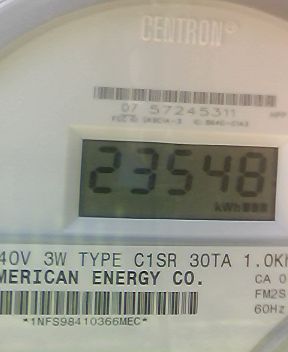 CENTRON®
07 57245311
23548
kWh
40V 3W TYPE C1SR 30TA 1.0Kh
MERICAN ENERGY CO.
CA 0
FM2S
60Hz
*1NFS98410366MEC*